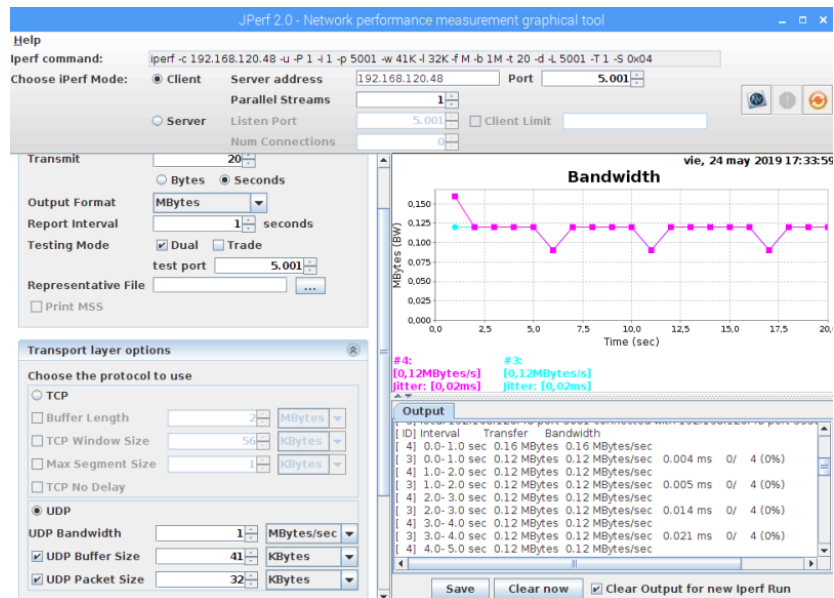 JPerf 2.0 - Network performance measurement graphical tool
Help
Iperf command: iperf -c 192.168.120.48 -u -P 1 -i 1 -p 5001 -w 41K -l 32K -f M -b 1M -t 20 -d -L 5001 -T 1 -S 0x04
Choose iPerf Mode: Client Server address 192.168.120.48 Port 5.001
Parallel Streams 1
Server Listen Port 5.001 Client Limit
Num Connections 0
Transmit 20
Bytes Seconds
Output Format MBytes
Report Interval 1 seconds
Testing Mode Dual Trade
test port 5.001
Representative File ...
Print MSS
Transport layer options
Choose the protocol to use
TCP
Buffer Length 2 MBytes
TCP Window Size 56 KBytes
Max Segment Size 1 KBytes
TCP No Delay
UDP
UDP Bandwidth 1 MBytes/sec
UDP Buffer Size 41 KBytes
UDP Packet Size 32 KBytes
vie, 24 may 2019 17:33:59
Bandwidth
MBytes (BW)
0,150
0,125
0,100
0,075
0,050
0,025
0,000
0,0 2,5 5,0 7,5 10,0 12,5 15,0 17,5 20,
Time (sec)
#4: #3:
[0,12MBytes/s] [0,12MBytes/s]
Jitter: [0,02ms] Jitter: [0,02ms]
Output
[ ID] Interval Transfer Bandwidth
[ 4] 0.0- 1.0 sec 0.16 MBytes 0.16 MBytes/sec
[ 3] 0.0- 1.0 sec 0.12 MBytes 0.12 MBytes/sec 0.004 ms 0/ 4 (0%)
[ 4] 1.0- 2.0 sec 0.12 MBytes 0.12 MBytes/sec
[ 3] 1.0- 2.0 sec 0.12 MBytes 0.12 MBytes/sec 0.005 ms 0/ 4 (0%)
[ 4] 2.0- 3.0 sec 0.12 MBytes 0.12 MBytes/sec
[ 3] 2.0- 3.0 sec 0.12 MBytes 0.12 MBytes/sec 0.014 ms 0/ 4 (0%)
[ 4] 3.0- 4.0 sec 0.12 MBytes 0.12 MBytes/sec
[ 3] 3.0- 4.0 sec 0.12 MBytes 0.12 MBytes/sec 0.021 ms 0/ 4 (0%)
[ 4] 4.0- 5.0 sec 0.12 MBytes 0.12 MBytes/sec
Save Clear now Clear Output for new Iperf Run